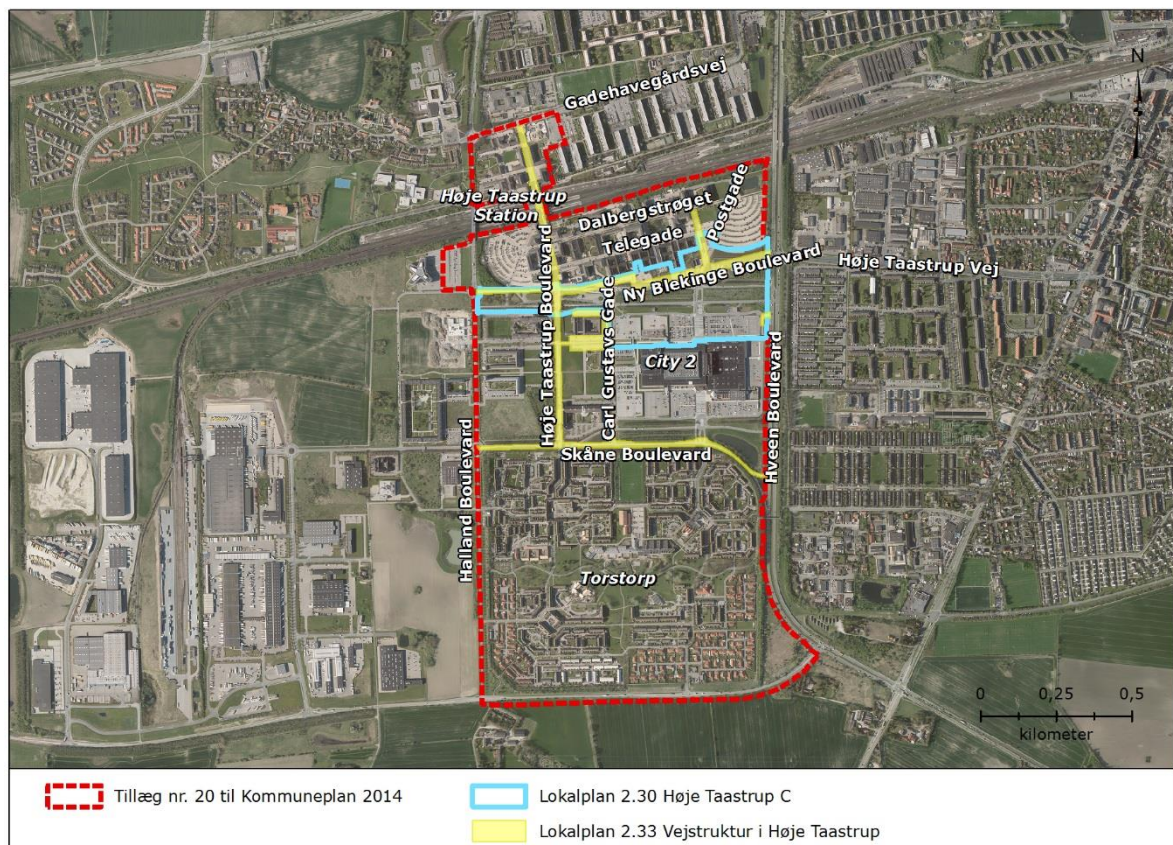 Gadehavegårdsvej
N
Høje Taastrup
Station
Dalbergstrøget
Postgade
Telegade
Høje Taastrup Vej
Ny Blekinge Boulevard
Høje Taastrup Boulevard
Carl Gustavs Gade
City 2
Hveen Boulevard
Skåne Boulevard
Halland Boulevard
Torstorp
0 0,25 0,5
kilometer
Tillæg nr. 20 til Kommuneplan 2014
Lokalplan 2.30 Høje Taastrup C
Lokalplan 2.33 Vejstruktur i Høje Taastrup